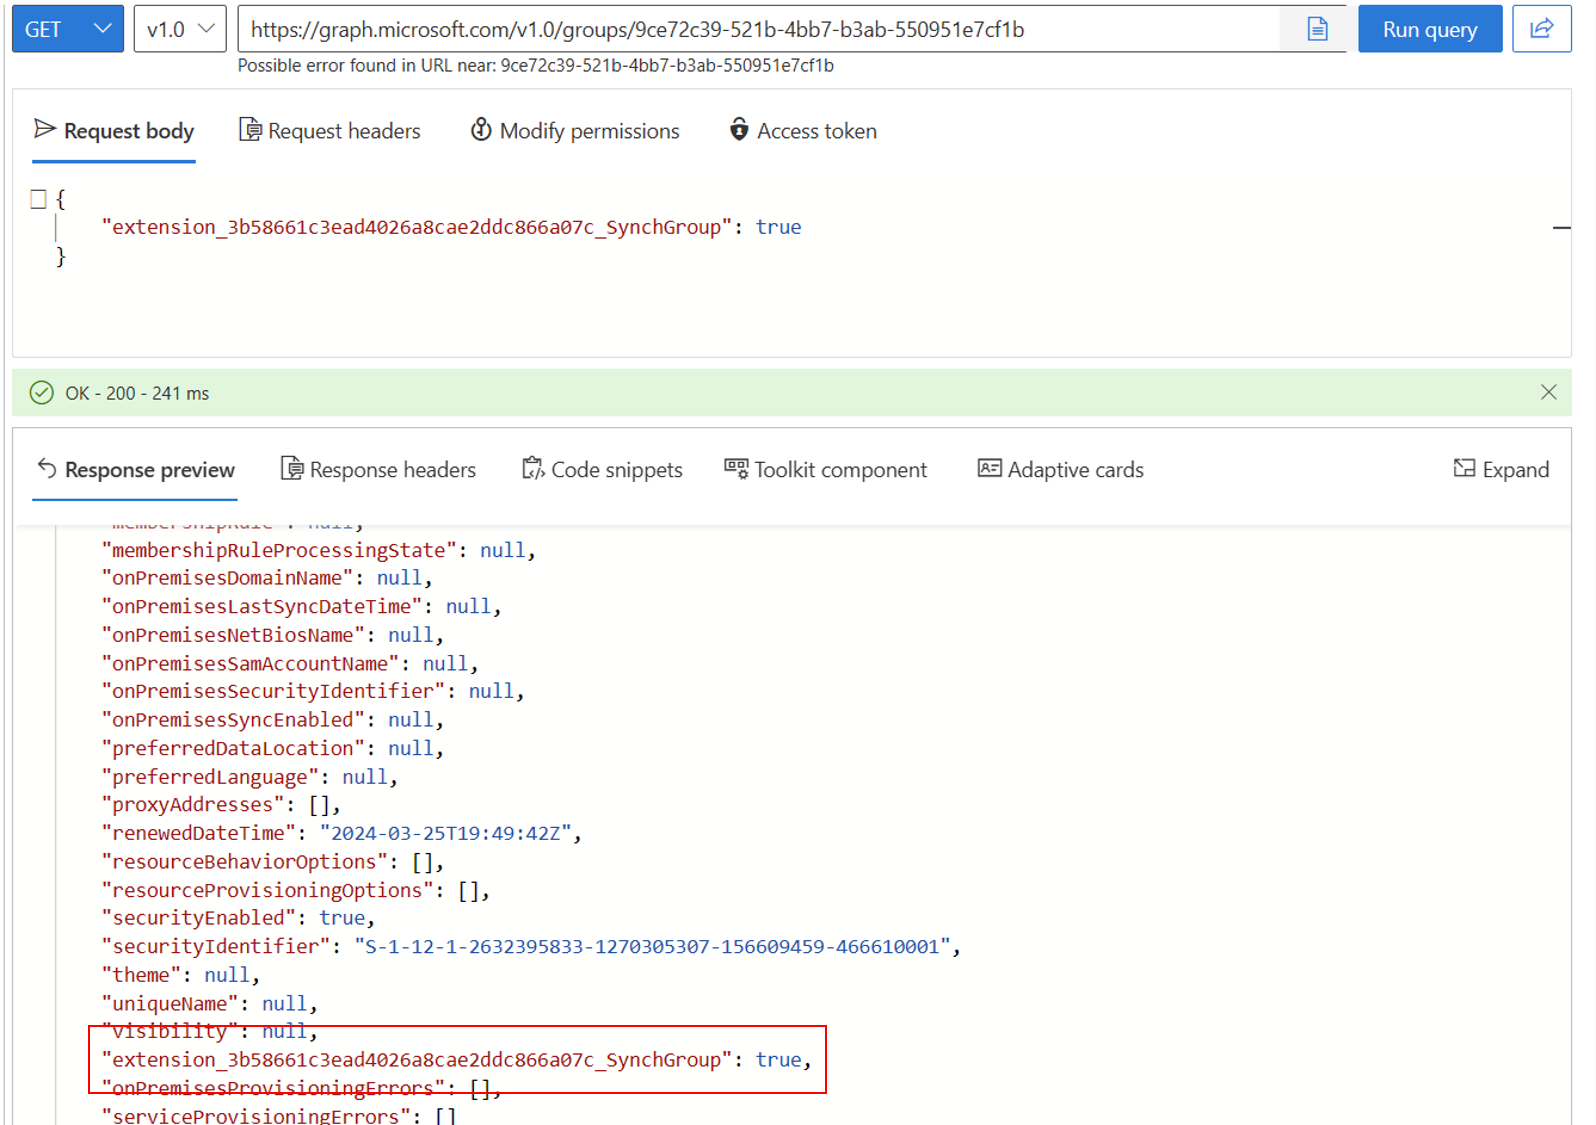 GET v1.0 https://graph.microsoft.com/v1.0/groups/9ce72c39-521b-4bb7-b3ab-550951e7cf1b Run query
Possible error found in URL near: 9ce72c39-521b-4bb7-b3ab-550951e7cf1b
Request body Request headers Modify permissions Access token
{
"extension_3b58661c3ead4026a8cae2ddc866a07c_SynchGroup": true
}
OK - 200 - 241 ms
Response preview Response headers Code snippets Toolkit component Adaptive cards Expand
"membershipRule": null,
"membershipRuleProcessingState": null,
"onPremisesDomainName": null,
"onPremisesLastSyncDateTime": null,
"onPremisesNetBiosName": null,
"onPremisesSamAccountName": null,
"onPremisesSecurityIdentifier": null,
"onPremisesSyncEnabled": null,
"preferredDataLocation": null,
"preferredLanguage": null,
"proxyAddresses": [],
"renewedDateTime": "2024-03-25T19:49:42Z",
"resourceBehaviorOptions": [],
"resourceProvisioningOptions": [],
"securityEnabled": true,
"securityIdentifier": "S-1-12-1-2632395833-1270305307-156609459-466610001",
"theme": null,
"uniqueName": null,
"visibility": null,
"extension_3b58661c3ead4026a8cae2ddc866a07c_SynchGroup": true,
"onPremisesProvisioningErrors": [],
"serviceProvisioningErrors": []